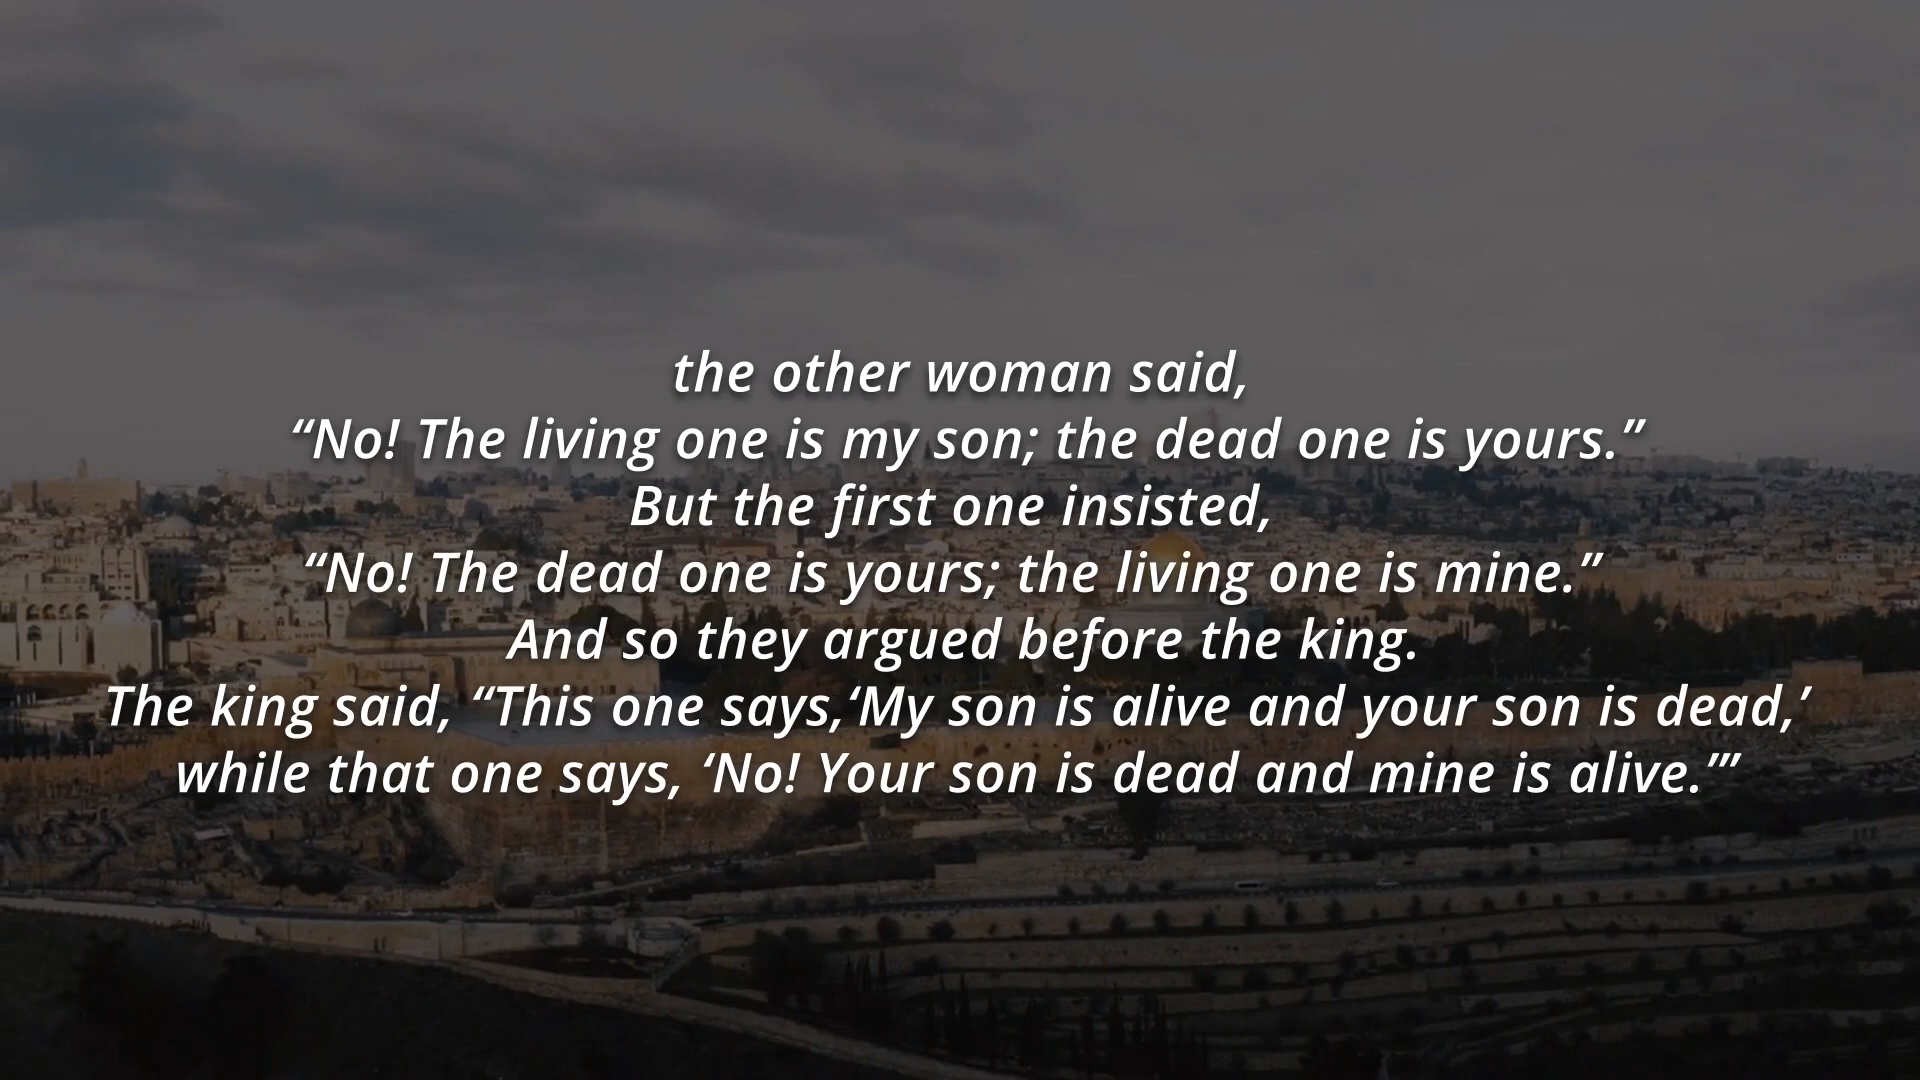 the other woman said,
“No! The living one is my son; the dead one is yours.”
But the first one insisted,
“No! The dead one is yours; the living one is mine.”
And so they argued before the king.
The king said, “This one says,‘My son is alive and your son is dead,’
while that one says, ‘No! Your son is dead and mine is alive.’”